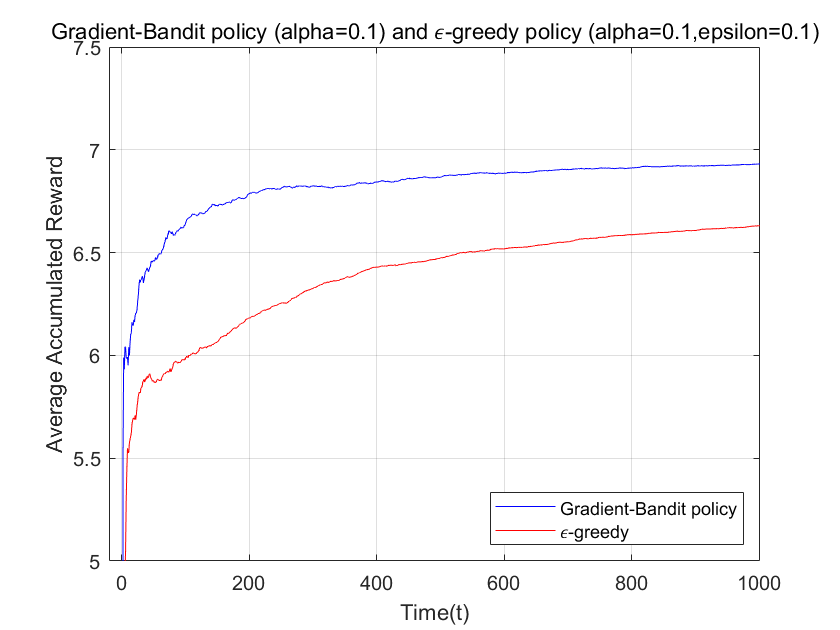 Gradient-Bandit policy (alpha=0.1) and ϵ-greedy policy (alpha=0.1,epsilon=0.1)
7.5
7
6.5
6
5.5
5
Average Accumulated Reward
0 200 400 600 800 1000
Time(t)
Gradient-Bandit policy
ϵ-greedy